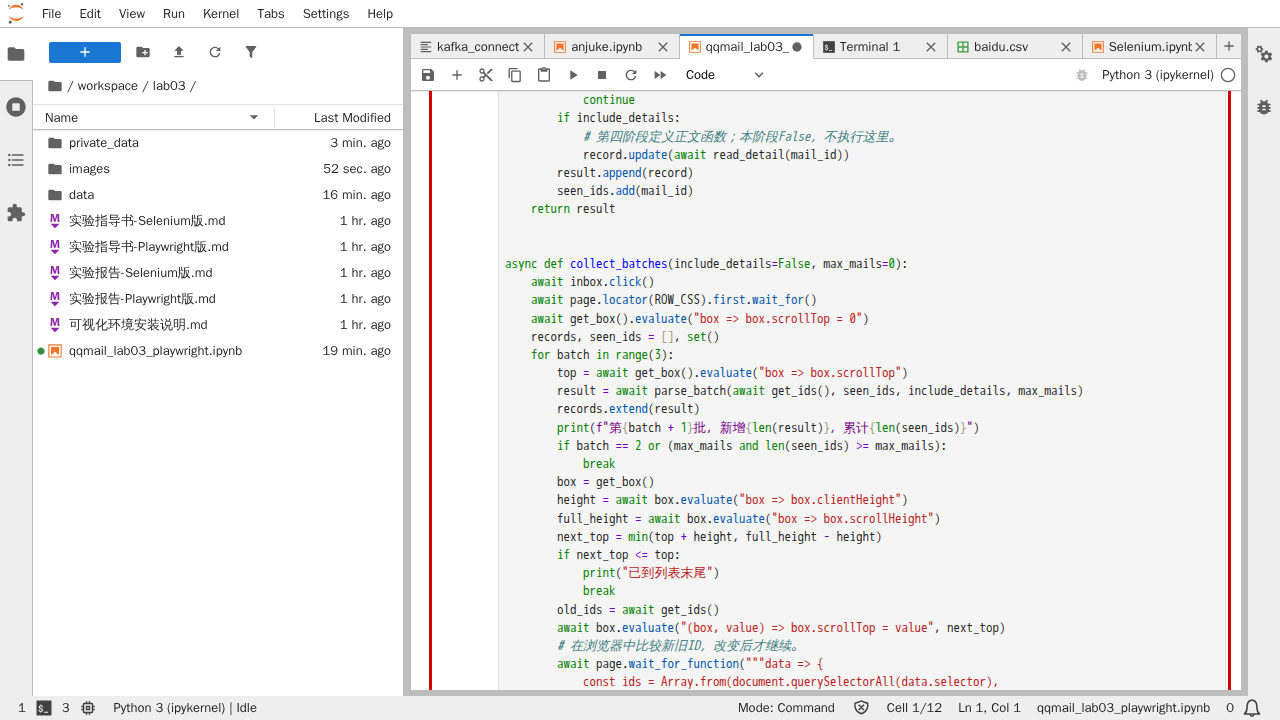 File Edit View Run Kernel Tabs Settings Help
kafka_connect
anjuke.ipynb
qqmail_lab03_
Terminal 1
baidu.csv
Selenium.ipynb
Code
Python 3 (ipykernel)
/ workspace / lab03 /
Name Last Modified
private_data 3 min. ago
images 52 sec. ago
data 16 min. ago
实验指导书-Selenium版.md 1 hr. ago
实验指导书-Playwright版.md 1 hr. ago
实验报告-Selenium版.md 1 hr. ago
实验报告-Playwright版.md 1 hr. ago
可视化环境安装说明.md 1 hr. ago
qqmail_lab03_playwright.ipynb 19 min. ago
continue
if include_details:
# 第四阶段定义正文函数；本阶段False, 不执行这里。
record.update(await read_detail(mail_id))
result.append(record)
seen_ids.add(mail_id)
return result
async def collect_batches(include_details=False, max_mails=0):
await inbox.click()
await page.locator(ROW_CSS).first.wait_for()
await get_box().evaluate("box => box.scrollTop = 0")
records, seen_ids = [], set()
for batch in range(3):
top = await get_box().evaluate("box => box.scrollTop")
result = await parse_batch(await get_ids(), seen_ids, include_details, max_mails)
records.extend(result)
print(f"第{batch + 1}批, 新增{len(result)}, 累计{len(seen_ids)}")
if batch == 2 or (max_mails and len(seen_ids) >= max_mails):
break
box = get_box()
height = await box.evaluate("box => box.clientHeight")
full_height = await box.evaluate("box => box.scrollHeight")
next_top = min(top + height, full_height - height)
if next_top <= top:
print("已到列表末尾")
break
old_ids = await get_ids()
await box.evaluate("(box, value) => box.scrollTop = value", next_top)
# 在浏览器中比较新旧ID, 改变后才继续。
await page.wait_for_function("""data => {
const ids = Array.from(document.querySelectorAll(data.selector),
1 3 Python 3 (ipykernel) | Idle Mode: Command Cell 1/12 Ln 1, Col 1 qqmail_lab03_playwright.ipynb 0